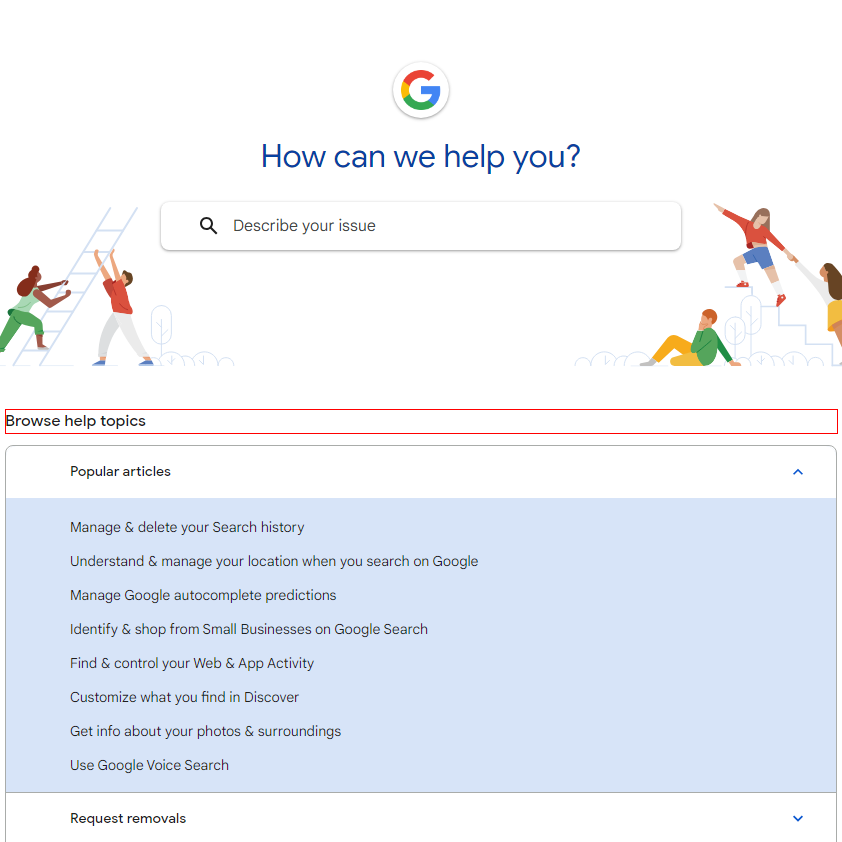 How can we help you?
Describe your issue
Browse help topics
Popular articles
Manage & delete your Search history
Understand & manage your location when you search on Google
Manage Google autocomplete predictions
Identify & shop from Small Businesses on Google Search
Find & control your Web & App Activity
Customize what you find in Discover
Get info about your photos & surroundings
Use Google Voice Search
Request removals